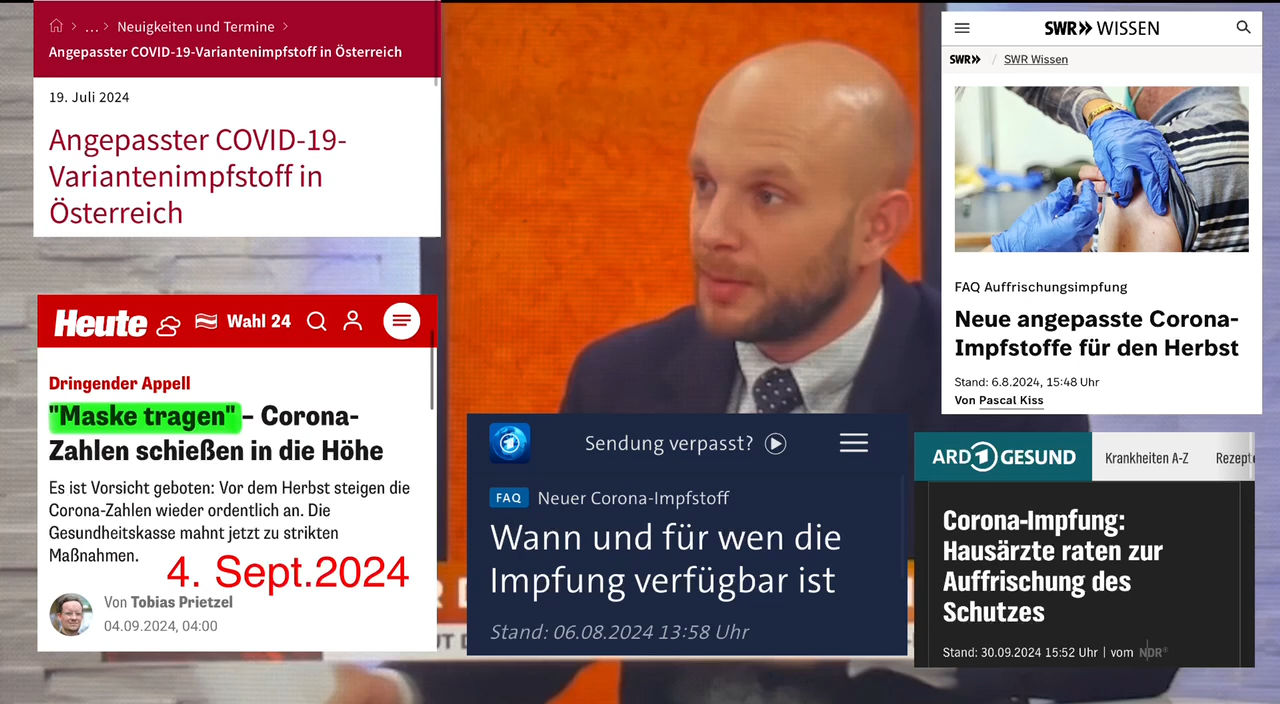 ... Neuigkeiten und Termine
Angepasster COVID-19-Variantenimpfstoff in Österreich
19. Juli 2024
Angepasster COVID-19-
Variantenimpfstoff in
Österreich
Heute
Wahl 24
Dringender Appell
"Maske tragen" – Corona-
Zahlen schießen in die Höhe
Es ist Vorsicht geboten: Vor dem Herbst steigen die
Corona-Zahlen wieder ordentlich an. Die
Gesundheitskasse mahnt jetzt zu strikten
Maßnahmen.
4. Sept.2024
Von Tobias Prietzel
04.09.2024, 04:00
Sendung verpasst?
FAQ Neuer Corona-Impfstoff
Wann und für wen die
Impfung verfügbar ist
Stand: 06.08.2024 13:58 Uhr
SWR» WISSEN
SWR» / SWR Wissen
FAQ Auffrischungsimpfung
Neue angepasste Corona-
Impfstoffe für den Herbst
Stand: 6.8.2024, 15:48 Uhr
Von Pascal Kiss
ARD 1 GESUND
Krankheiten A-Z
Rezept
Corona-Impfung:
Hausärzte raten zur
Auffrischung des
Schutzes
Stand: 30.09.2024 15:52 Uhr | vom NDR